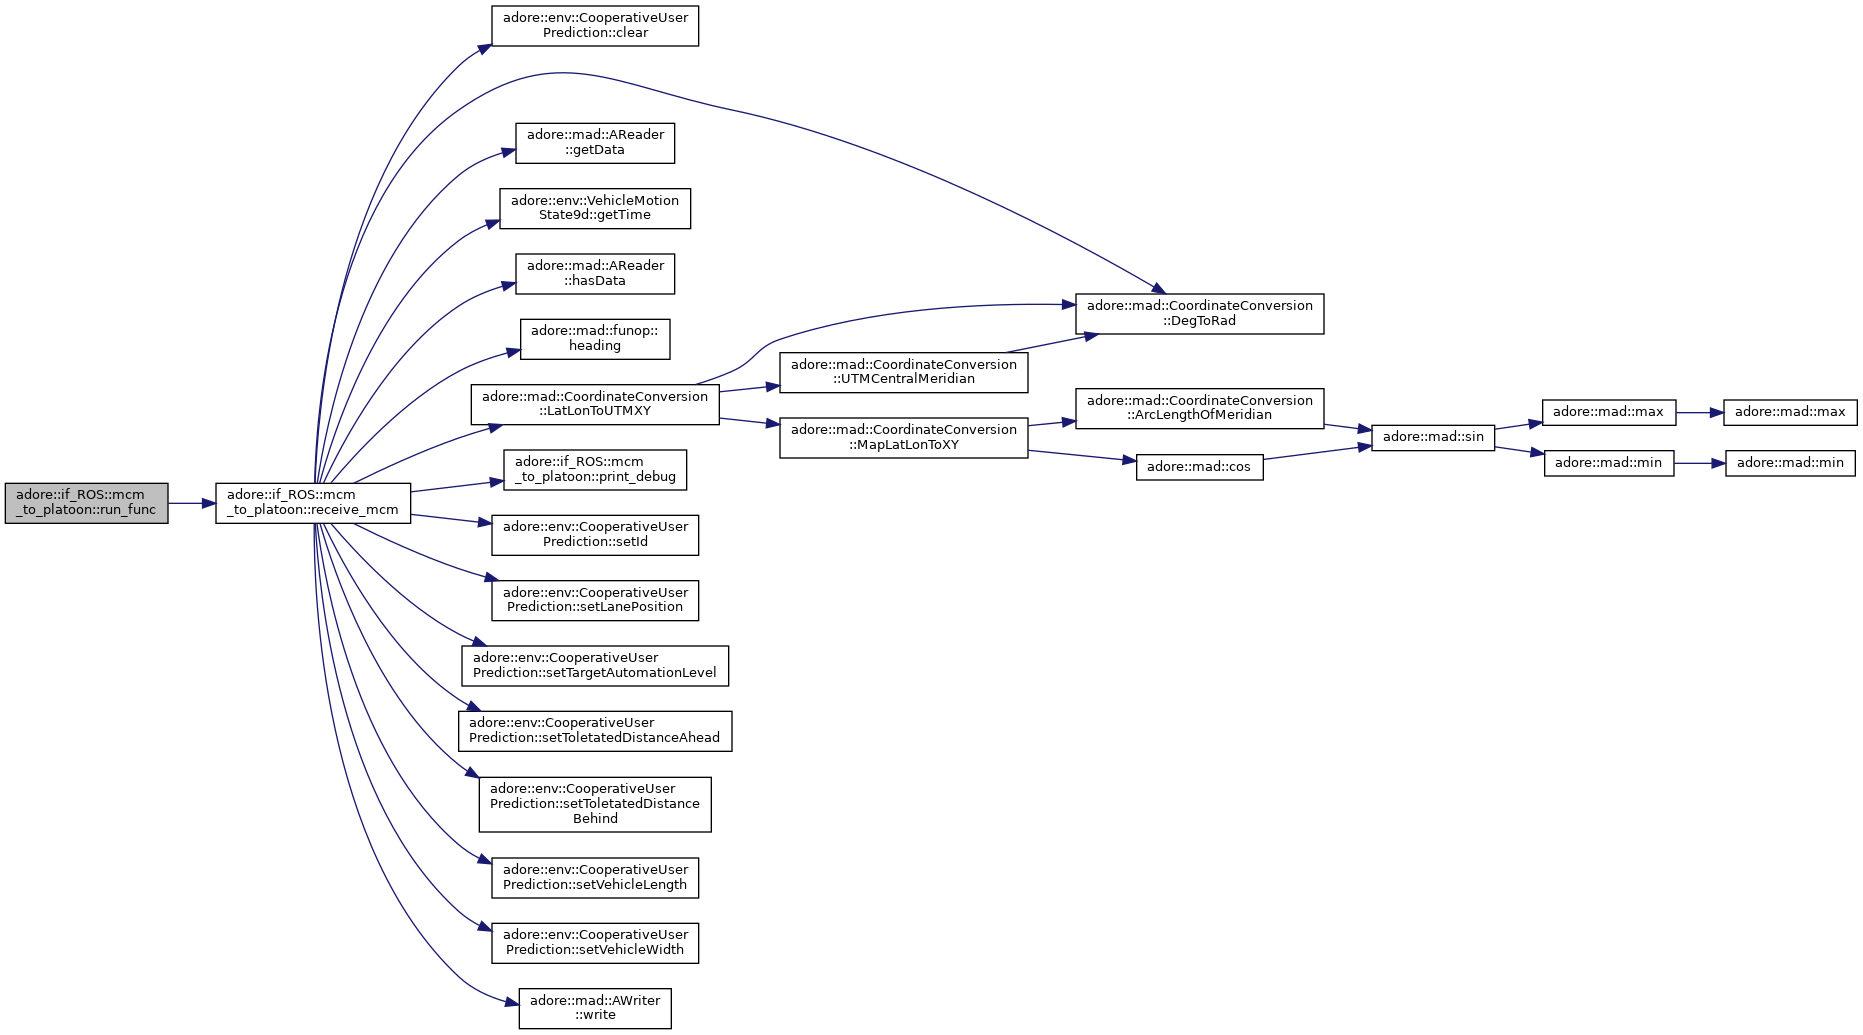 adore::if_ROS::mcm
_to_platoon::run_func
adore::if_ROS::mcm
_to_platoon::receive_mcm
adore::env::CooperativeUser
Prediction::clear
adore::mad::AReader
::getData
adore::env::VehicleMotion
State9d::getTime
adore::mad::AReader
::hasData
adore::mad::funop::
heading
adore::mad::CoordinateConversion
::LatLonToUTMXY
adore::if_ROS::mcm
_to_platoon::print_debug
adore::env::CooperativeUser
Prediction::setId
adore::env::CooperativeUser
Prediction::setLanePosition
adore::env::CooperativeUser
Prediction::setTargetAutomationLevel
adore::env::CooperativeUser
Prediction::setToletatedDistanceAhead
adore::env::CooperativeUser
Prediction::setToletatedDistance
Behind
adore::env::CooperativeUser
Prediction::setVehicleLength
adore::env::CooperativeUser
Prediction::setVehicleWidth
adore::mad::AWriter
::write
adore::mad::CoordinateConversion
::UTMCentralMeridian
adore::mad::CoordinateConversion
::MapLatLonToXY
adore::mad::CoordinateConversion
::DegToRad
adore::mad::CoordinateConversion
::ArcLengthOfMeridian
adore::mad::cos
adore::mad::sin
adore::mad::max
adore::mad::min
adore::mad::max
adore::mad::min